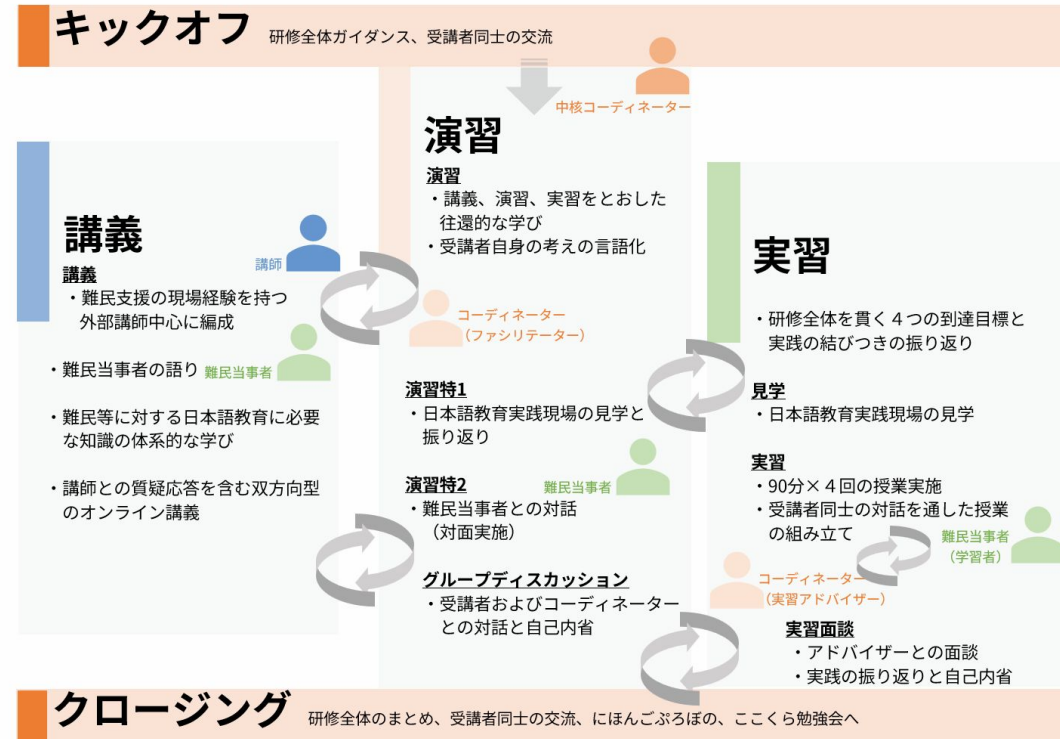 キックオフ 研修全体ガイダンス、受講者同士の交流
中核コーディネーター
講義
講師
講義
・難民支援の現場経験を持つ
外部講師中心に編成
・難民当事者の語り 難民当事者
・難民等に対する日本語教育に必要
な知識の体系的な学び
・講師との質疑応答を含む双方向型
のオンライン講義
演習
演習
・講義、演習、実習をとおした
往還的な学び
・受講者自身の考えの言語化
コーディネーター
（ファシリテーター）
演習特1
・日本語教育実践現場の見学と
振り返り
演習特2 難民当事者
・難民当事者との対話
（対面実施）
グループディスカッション
・受講者およびコーディネーター
との対話と自己内省
実習
・研修全体を貫く４つの到達目標と
実践の結びつきの振り返り
見学
・日本語教育実践現場の見学
実習
・90分×４回の授業実施
・受講者同士の対話を通した授業
の組み立て
難民当事者
（学習者）
コーディネーター
（実習アドバイザー）
実習面談
・アドバイザーとの面談
・実践の振り返りと自己内省
クロージング 研修全体のまとめ、受講者同士の交流、にほんごぷろぼの、ここくら勉強会へ